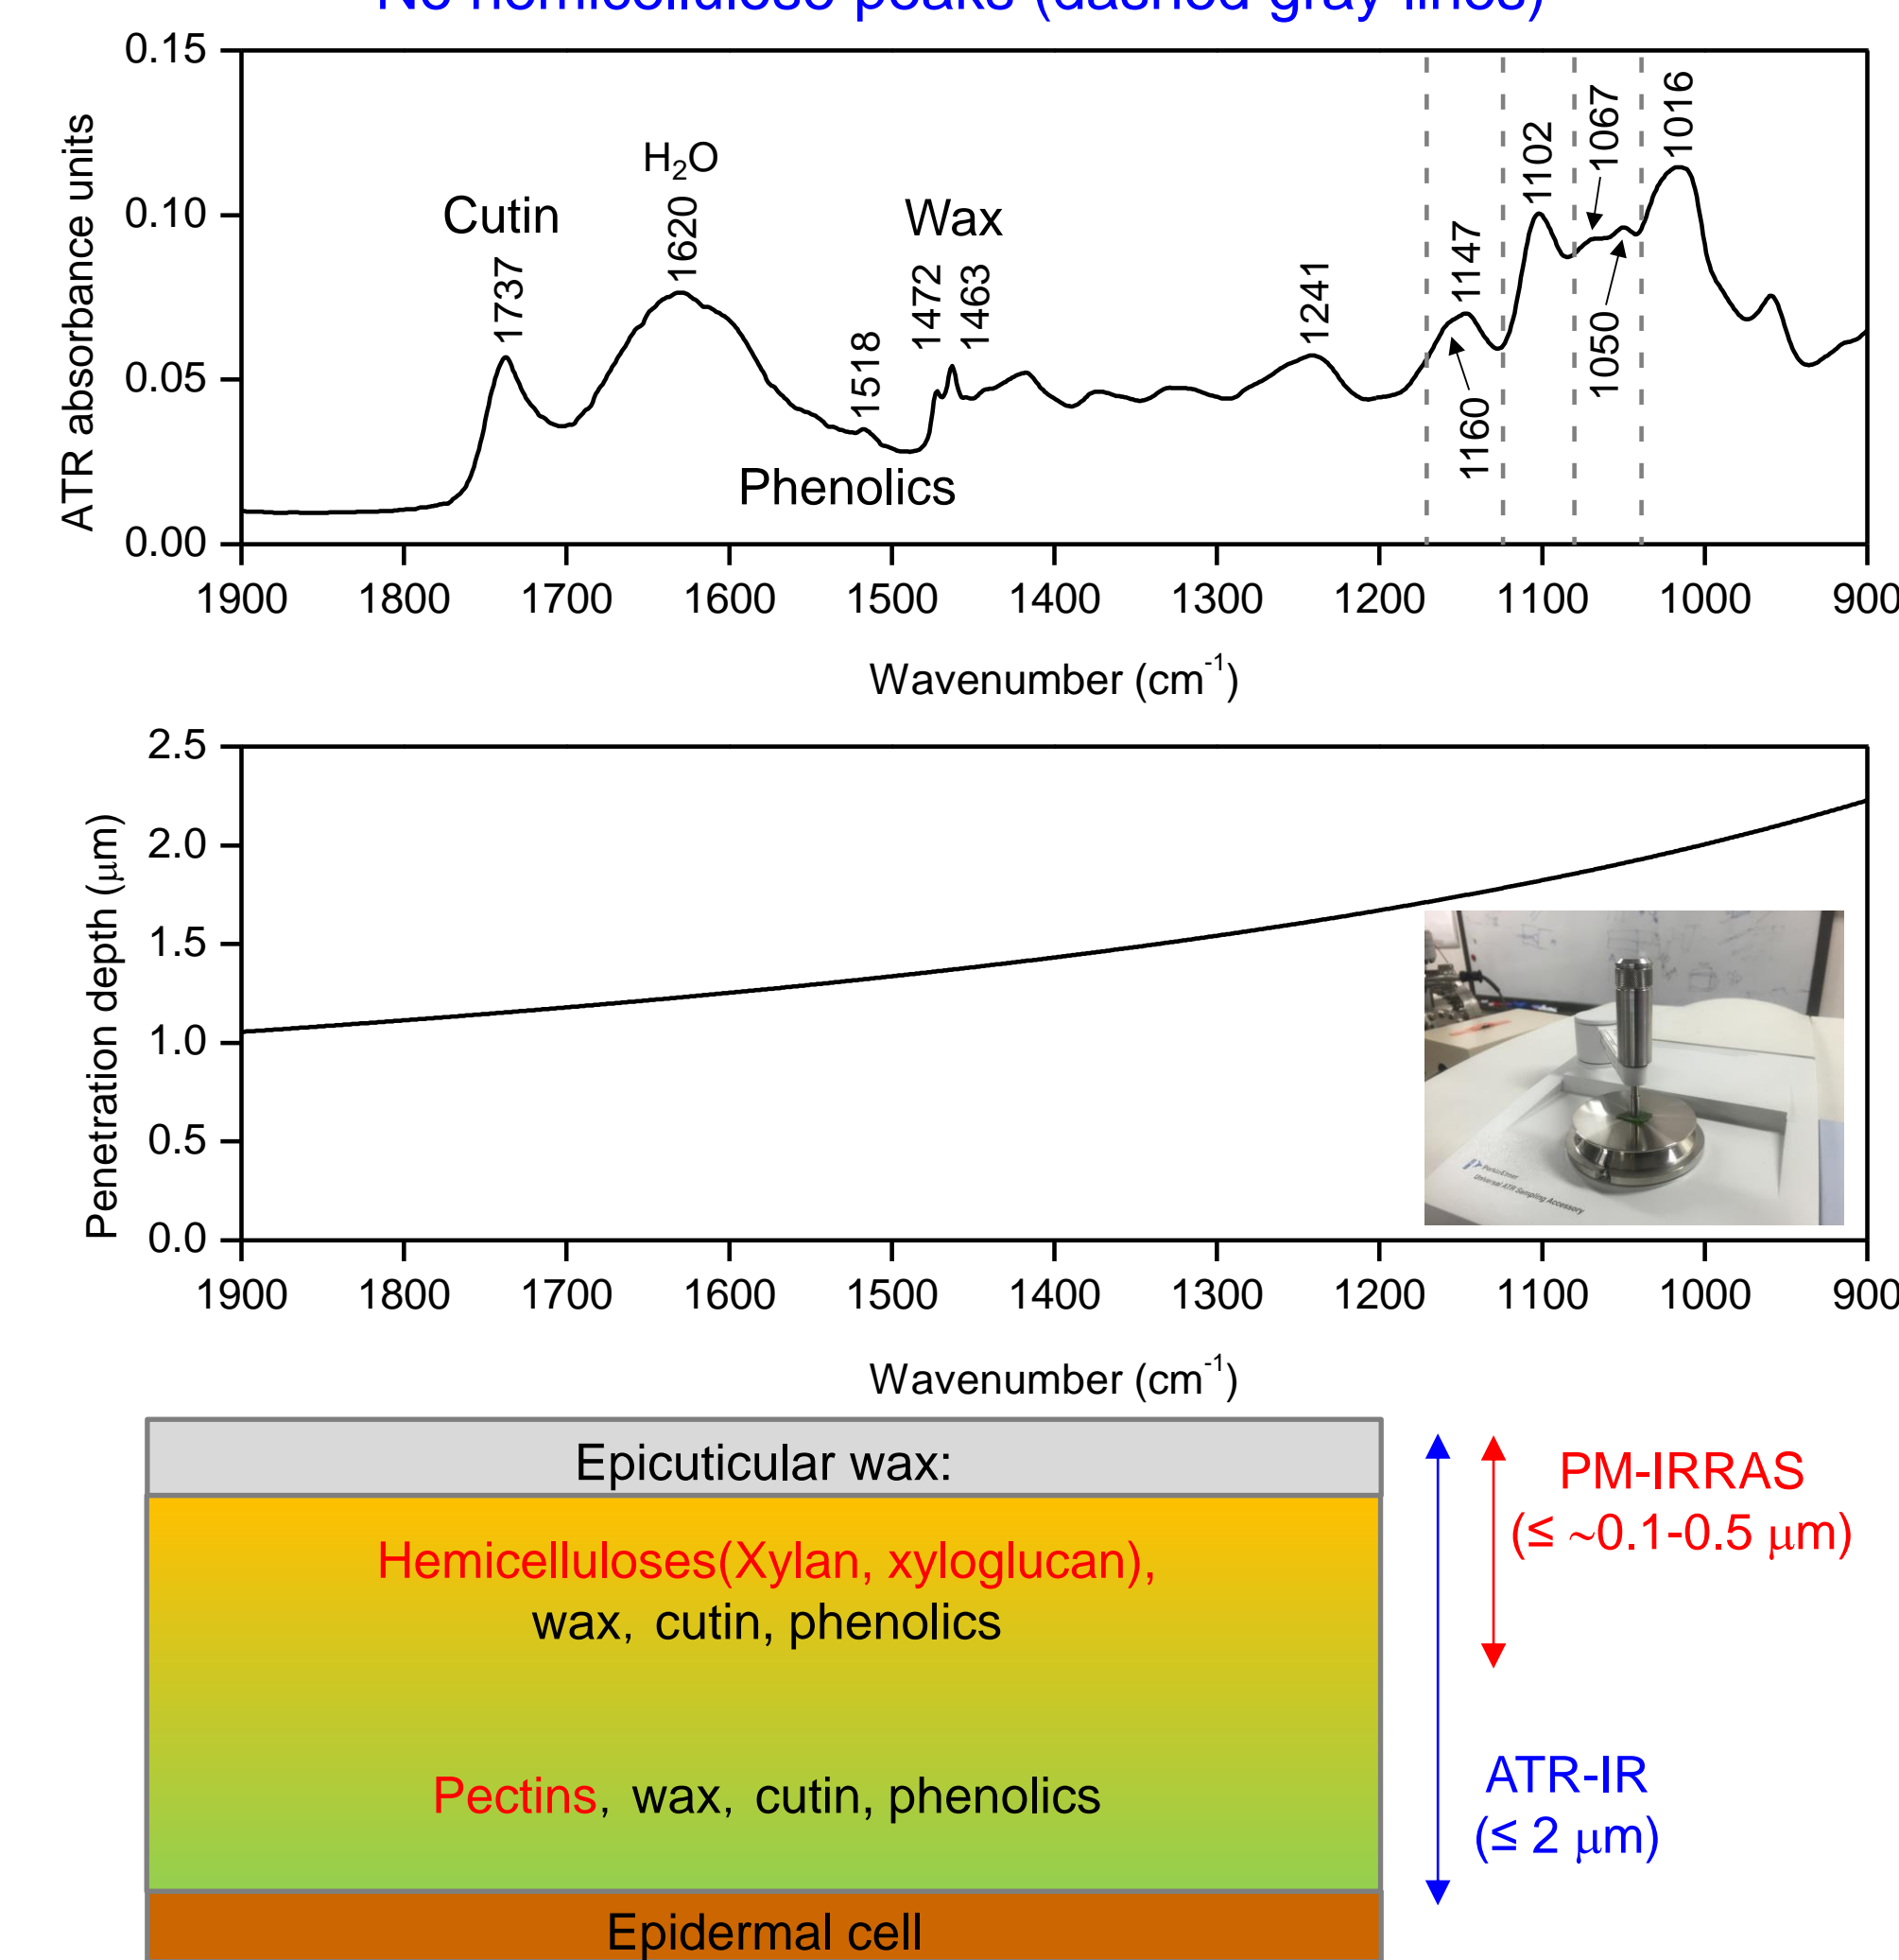 No hemicellulose peaks (dashed gray lines)
ATR absorbance units
0.15
0.10
0.05
0.00
Cutin
1737
H₂O
1620
1518
Phenolics
Wax
1472
1463
1241
1147
1160
1102
1067
1050
1016
1900 1800 1700 1600 1500 1400 1300 1200 1100 1000 900
Wavenumber (cm⁻¹)
Penetration depth (μm)
2.5
2.0
1.5
1.0
0.5
0.0
PerkinElmer
Universal ATR Sampling Accessory
1900 1800 1700 1600 1500 1400 1300 1200 1100 1000 900
Wavenumber (cm⁻¹)
Epicuticular wax:
Hemicelluloses(Xylan, xyloglucan),
wax, cutin, phenolics
Pectins, wax, cutin, phenolics
Epidermal cell
PM-IRRAS
(≤ ~0.1-0.5 μm)
ATR-IR
(≤ 2 μm)